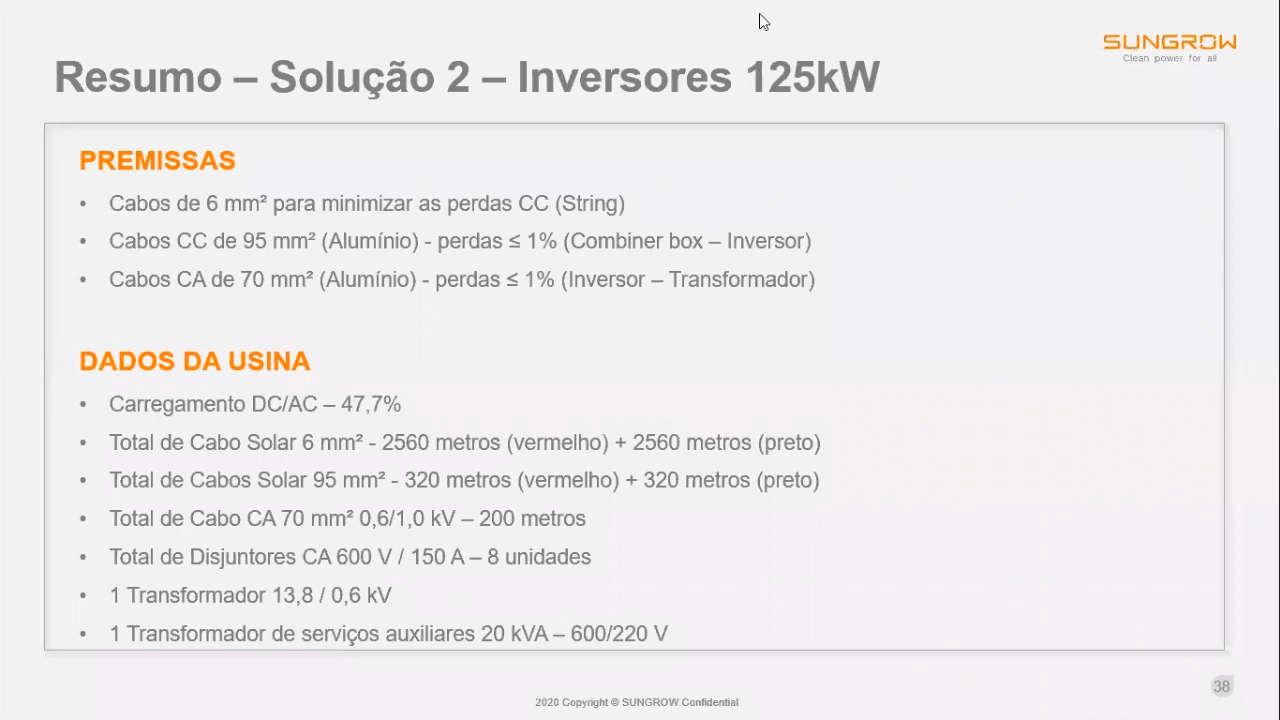 SUNGROW
Clean power for all
Resumo – Solução 2 – Inversores 125kW
PREMISSAS
• Cabos de 6 mm² para minimizar as perdas CC (String)
• Cabos CC de 95 mm² (Alumínio) - perdas ≤ 1% (Combiner box – Inversor)
• Cabos CA de 70 mm² (Alumínio) - perdas ≤ 1% (Inversor – Transformador)
DADOS DA USINA
• Carregamento DC/AC – 47,7%
• Total de Cabo Solar 6 mm² - 2560 metros (vermelho) + 2560 metros (preto)
• Total de Cabos Solar 95 mm² - 320 metros (vermelho) + 320 metros (preto)
• Total de Cabo CA 70 mm² 0,6/1,0 kV – 200 metros
• Total de Disjuntores CA 600 V / 150 A – 8 unidades
• 1 Transformador 13,8 / 0,6 kV
• 1 Transformador de serviços auxiliares 20 kVA – 600/220 V
38
2020 Copyright © SUNGROW Confidential